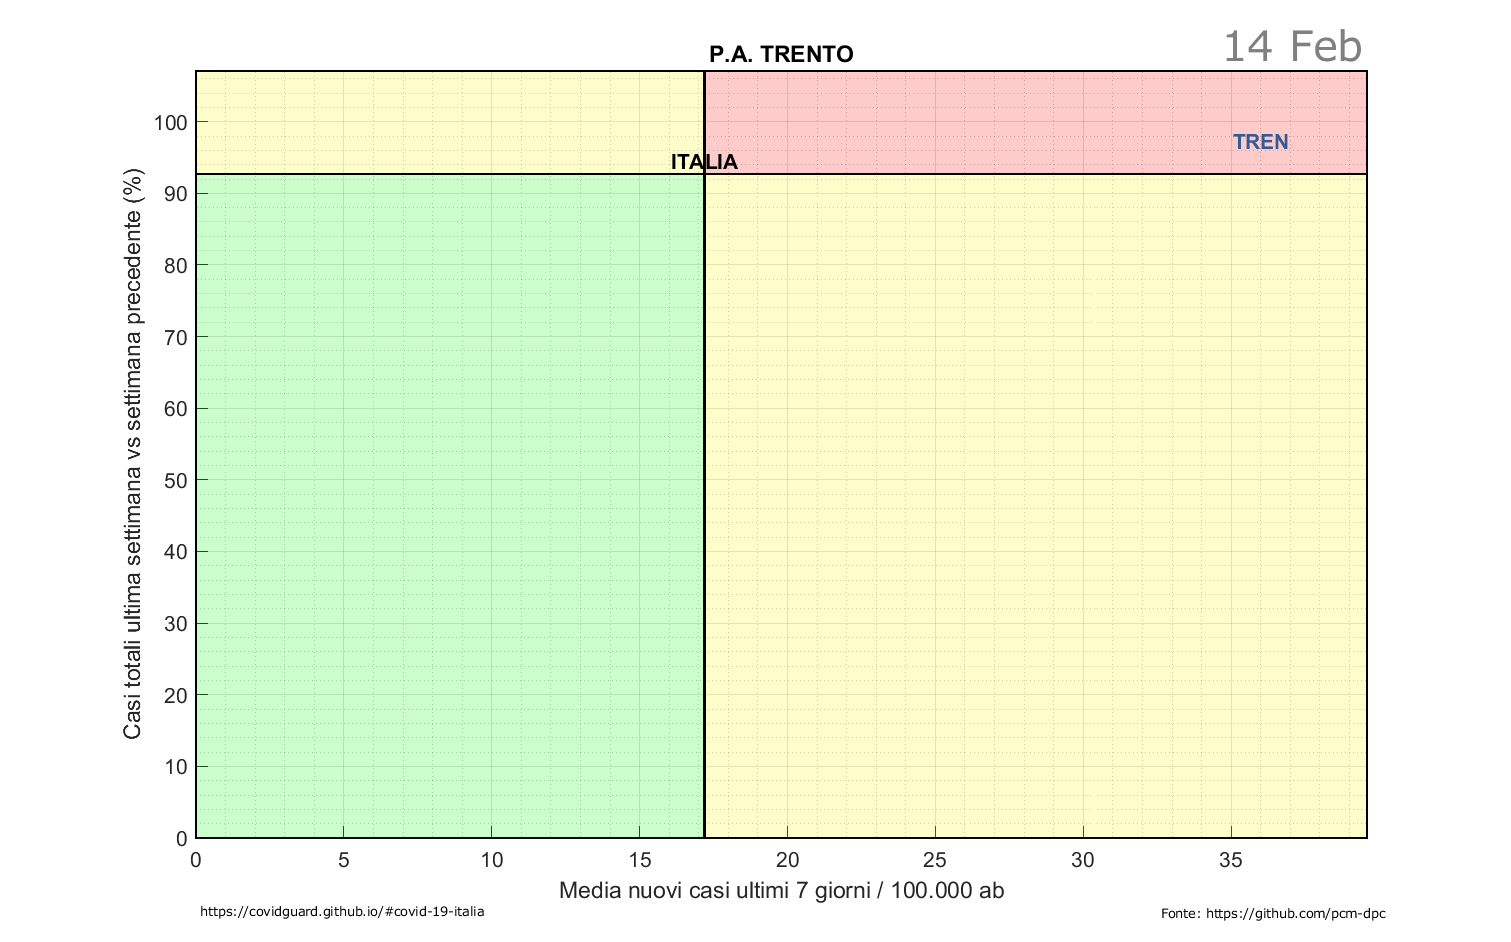 14 Feb
P.A. TRENTO
100
TREN
ITALIA
90
80
70
60
50
40
30
20
10
0
Casi totali ultima settimana vs settimana precedente (%)
0 5 10 15 20 25 30 35
Media nuovi casi ultimi 7 giorni / 100.000 ab
https://covidguard.github.io/#covid-19-italia
Fonte: https://github.com/pcm-dpc